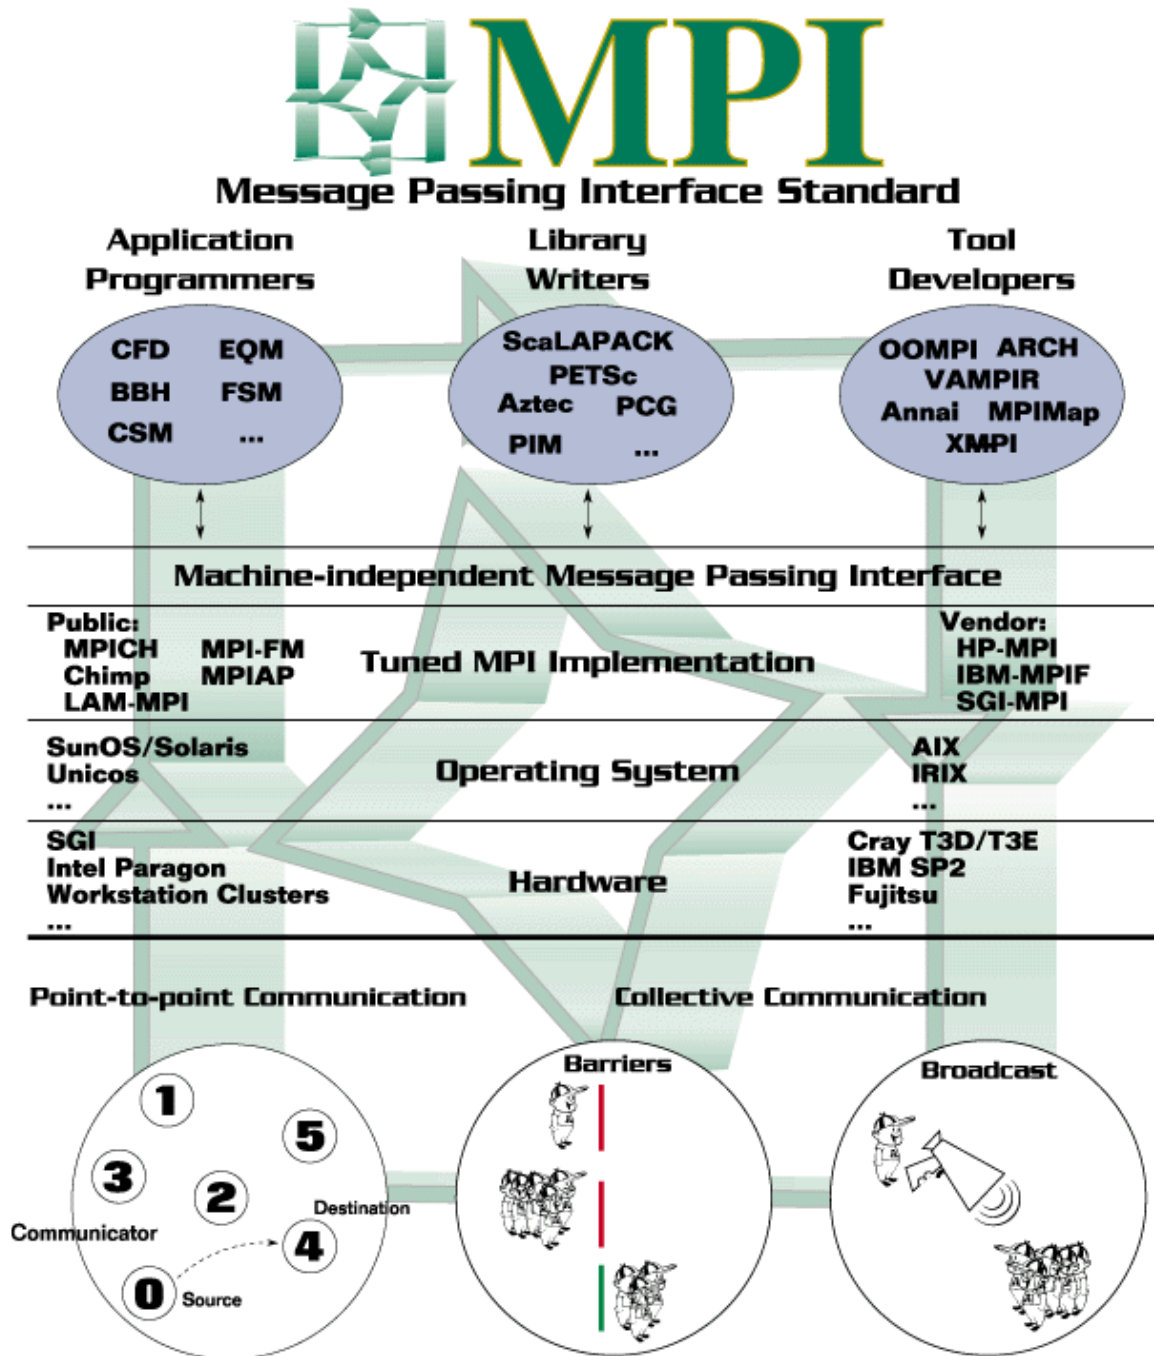 MPI
Message Passing Interface Standard
Application
Programmers
Library
Writers
Tool
Developers
CFD EQM
BBH FSM
CSM ...
ScaLAPACK
PETSc
Aztec PCG
PIM ...
OOMPI ARCH
VAMPIR
Annai MPIMap
XMPI
Machine-independent Message Passing Interface
Public:
MPICH MPI-FM
Chimp MPIAP
LAM-MPI
Tuned MPI Implementation
Vendor:
HP-MPI
IBM-MPIF
SGI-MPI
SunOS/Solaris
Unicos
...
Operating System
AIX
IRIX
...
SGI
Intel Paragon
Workstation Clusters
...
Hardware
Cray T3D/T3E
IBM SP2
Fujitsu
...
Point-to-point Communication
Collective Communication
1
5
3
2
Destination
Communicator
4
0
Source
Barriers
Broadcast